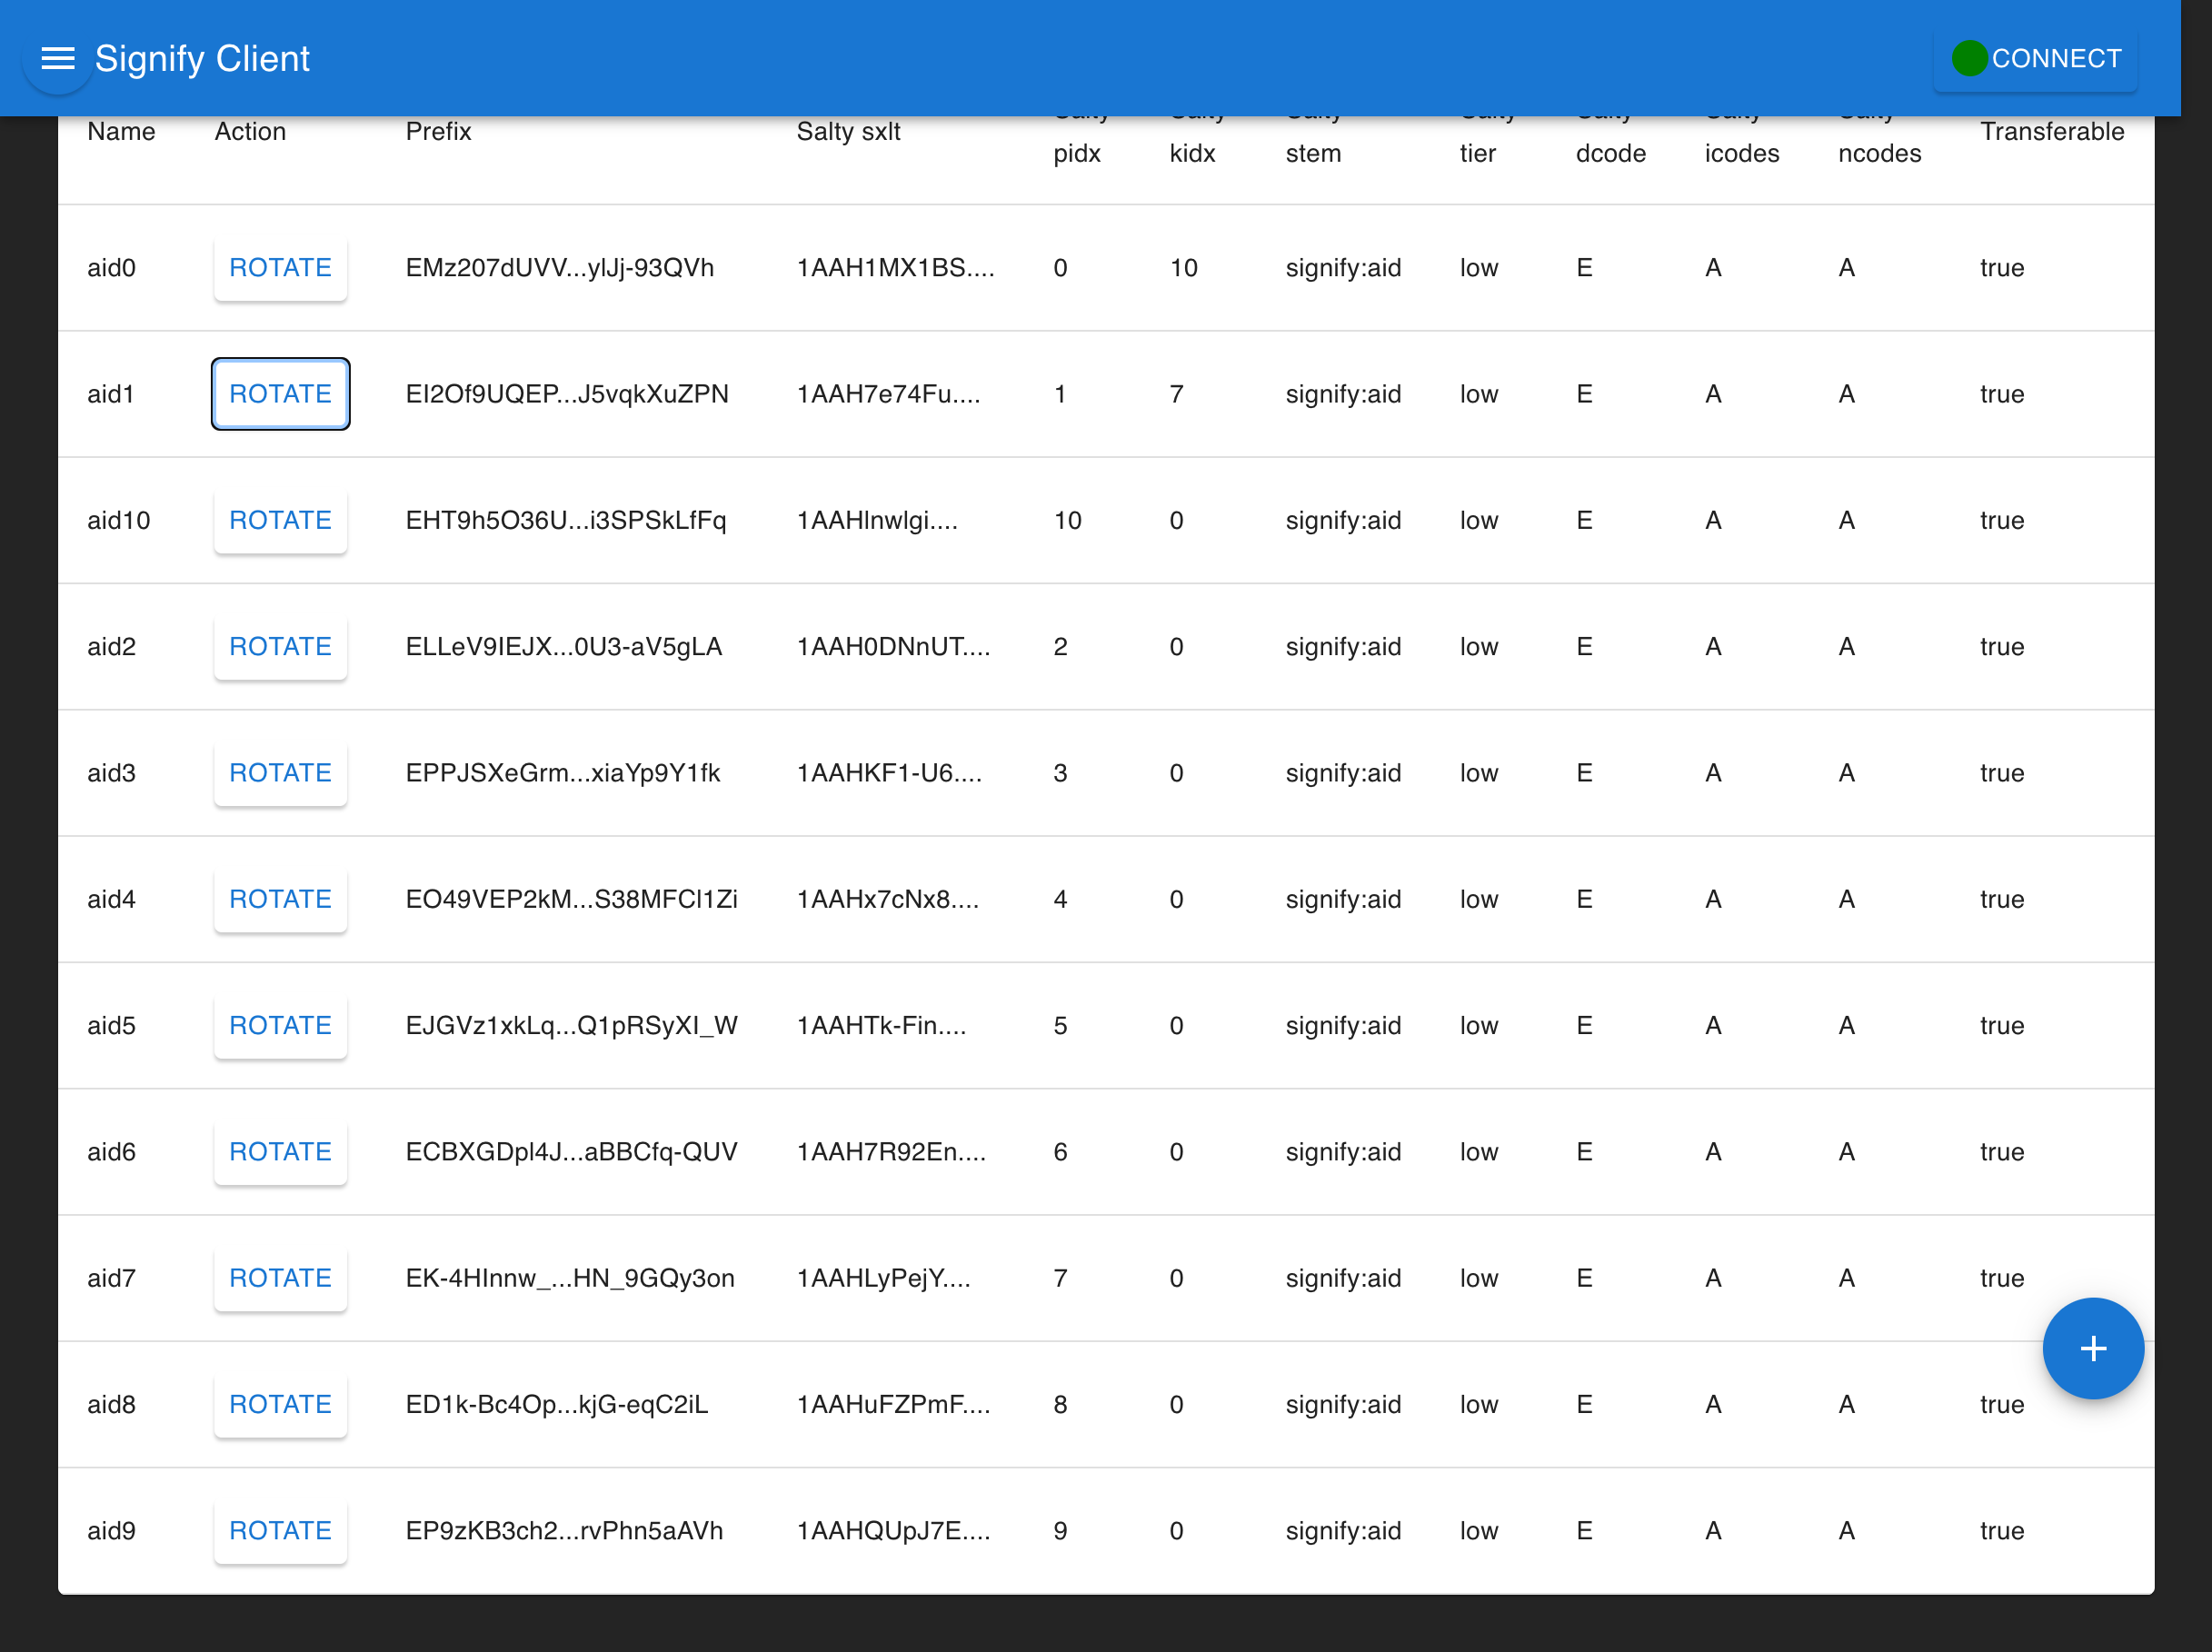 Signify Client
CONNECT
Name Action Prefix Salty sxlt Salty pidx Salty kidx Salty stem Salty tier Salty dcode Salty icodes Salty ncodes Transferable
aid0 ROTATE EMz207dUVV...ylJj-93QVh 1AAH1MX1BS.... 0 10 signify:aid low E A A true
aid1 ROTATE EI2Of9UQEP...J5vqkXuZPN 1AAH7e74Fu.... 1 7 signify:aid low E A A true
aid10 ROTATE EHT9h5O36U...i3SPSkLfFq 1AAHlnwlgi.... 10 0 signify:aid low E A A true
aid2 ROTATE ELLeV9IEJX...0U3-aV5gLA 1AAH0DNnUT.... 2 0 signify:aid low E A A true
aid3 ROTATE EPPJSXeGrm...xiaYp9Y1fk 1AAHKF1-U6.... 3 0 signify:aid low E A A true
aid4 ROTATE EO49VEP2kM...S38MFCl1Zi 1AAHx7cNx8.... 4 0 signify:aid low E A A true
aid5 ROTATE EJGVz1xkLq...Q1pRSyXI_W 1AAHTk-Fin.... 5 0 signify:aid low E A A true
aid6 ROTATE ECBXGDpl4J...aBBCfq-QUV 1AAH7R92En.... 6 0 signify:aid low E A A true
aid7 ROTATE EK-4HInnw_...HN_9GQy3on 1AAHLyPejY.... 7 0 signify:aid low E A A true
aid8 ROTATE ED1k-Bc4Op...kjG-eqC2iL 1AAHuFZPmF.... 8 0 signify:aid low E A A true
aid9 ROTATE EP9zKB3ch2...rvPhn5aAVh 1AAHQUpJ7E.... 9 0 signify:aid low E A A true